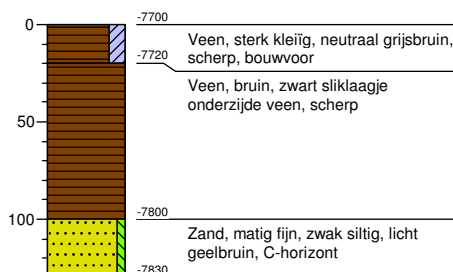 0
-7700
Veen, sterk kleiïg, neutraal grijsbruin,
scherp, bouwvoor
-7720
Veen, bruin, zwart sliklaagje
onderzijde veen, scherp
50
100
-7800
Zand, matig fijn, zwak siltig, licht
geelbruin, C-horizont
-7830